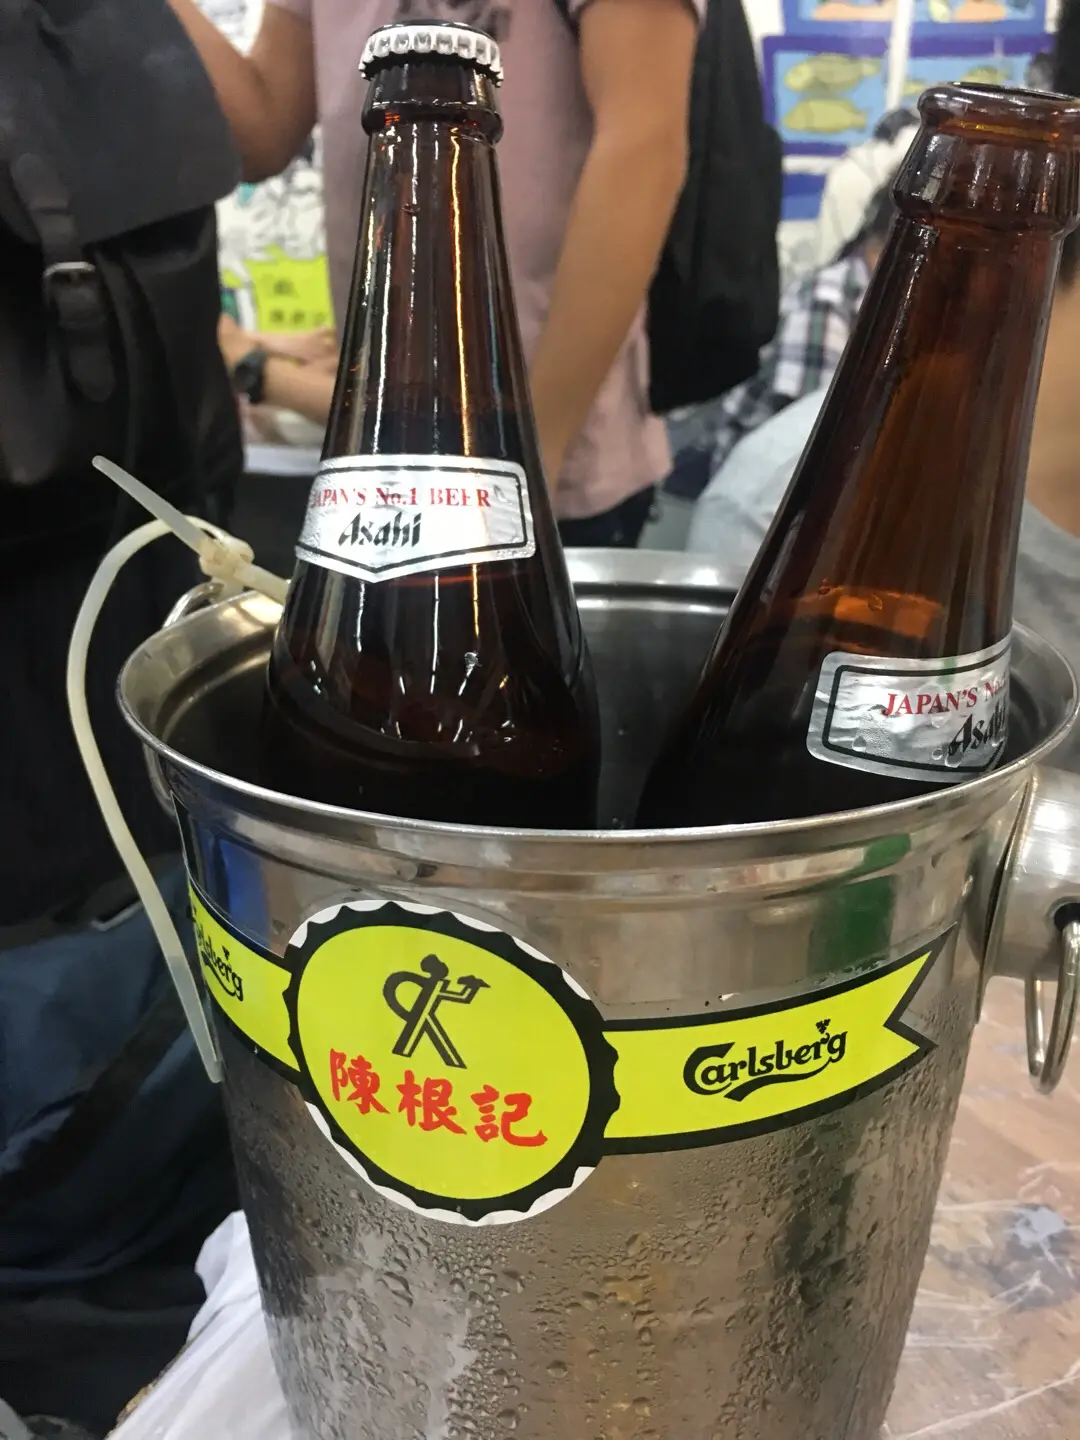 JAPAN'S No.1 BEER
Asahi
JAPAN'S No.
Asahi
Carlsberg
陳根記
Carlsberg